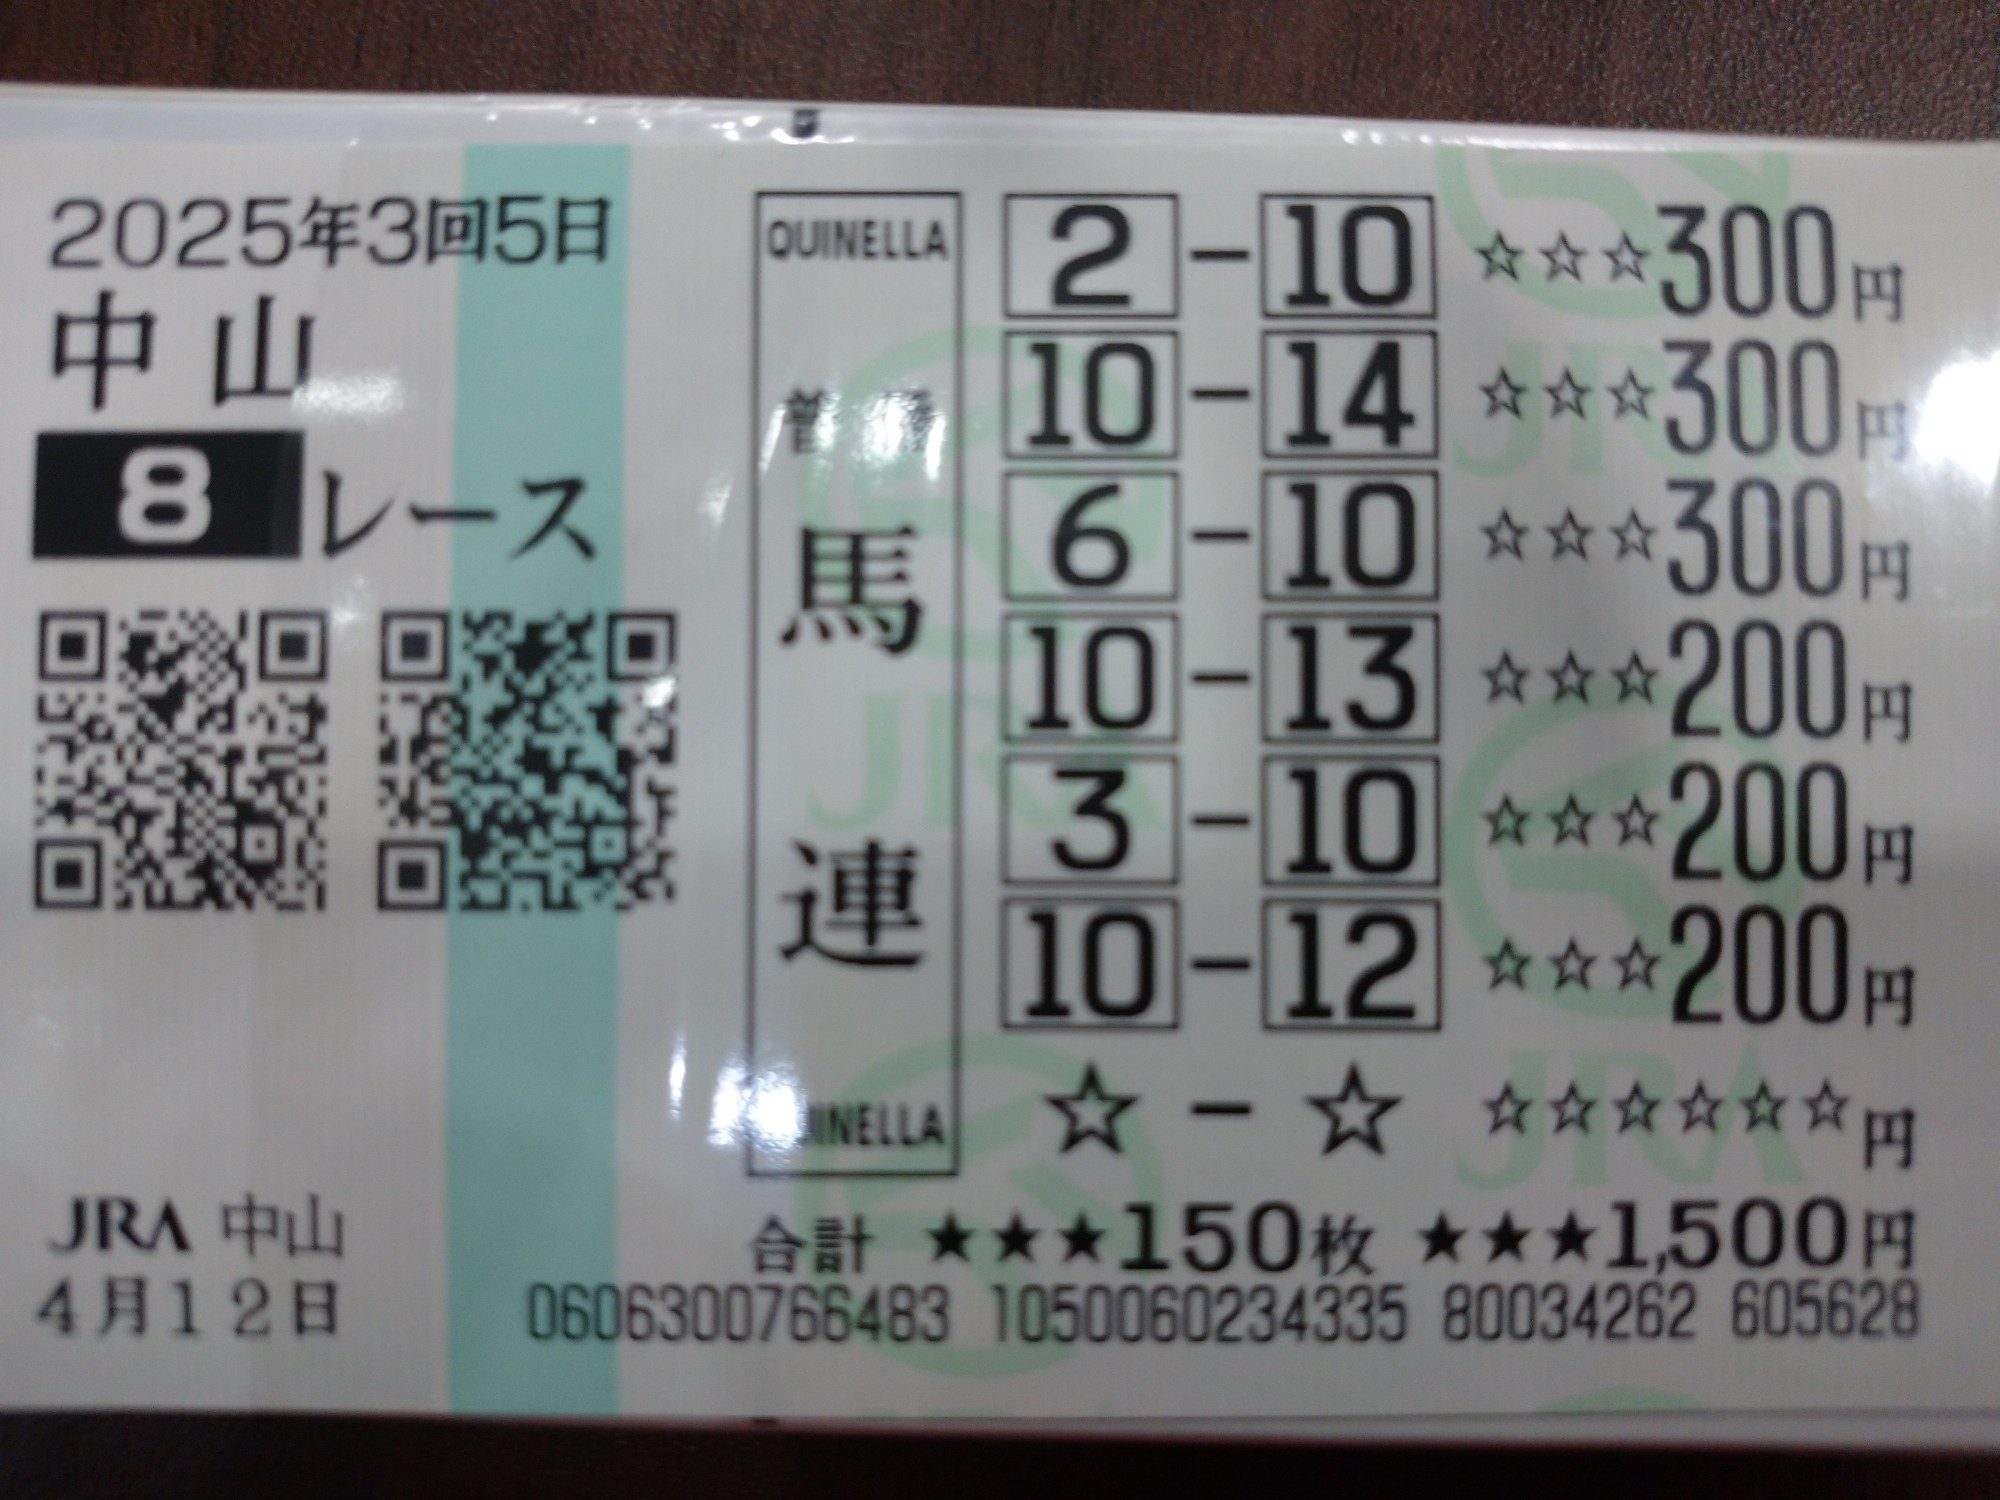 2025年3回5日
中山
8レース
JRA 中山
4月12日
QUINELLA
普通
馬連
QUINELLA
2-10 ☆☆☆300円
10-14 ☆☆☆300円
6-10 ☆☆☆300円
10-13 ☆☆☆200円
3-10 ☆☆☆200円
10-12 ☆☆☆200円
☆-☆ ☆☆☆☆☆☆円
合計 ★★★150枚 ★★★1,500円
0606300766483 1050060234335 80034262 605628
JRA
JRA
JRA
JRA